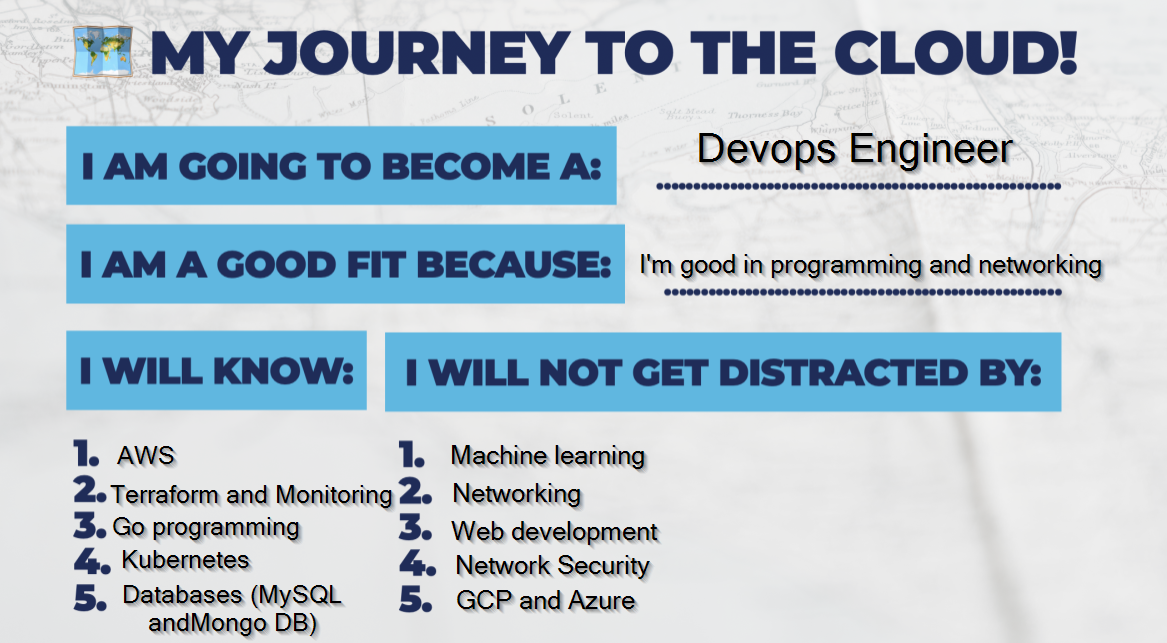 MY JOURNEY TO THE CLOUD!
I AM GOING TO BECOME A:
Devops Engineer
I AM A GOOD FIT BECAUSE:
I'm good in programming and networking
I WILL KNOW:
1. AWS
2. Terraform and Monitoring
3. Go programming
4. Kubernetes
5. Databases (MySQL
andMongo DB)
I WILL NOT GET DISTRACTED BY:
1. Machine learning
2. Networking
3. Web development
4. Network Security
5. GCP and Azure
S O L E N T
Solent
Thorness Bay